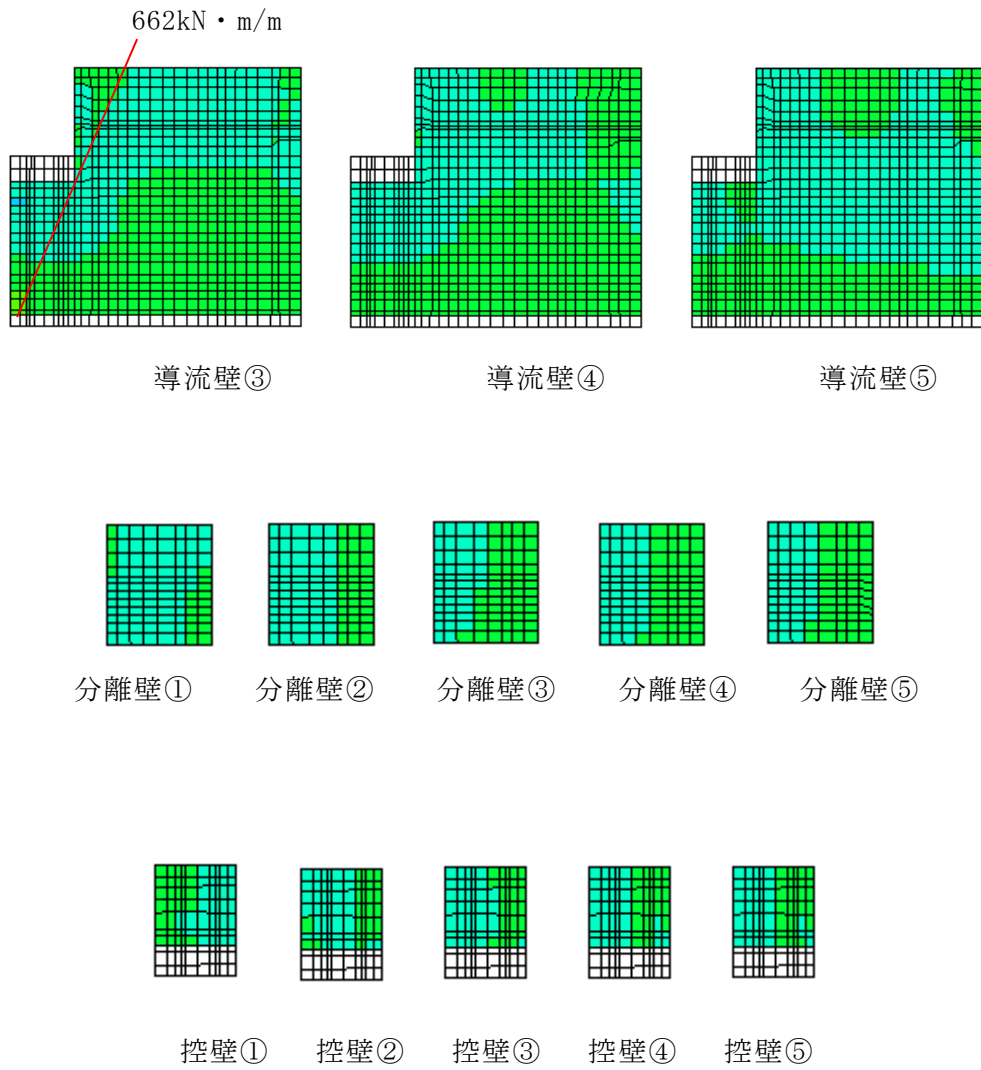 662kN・m/m
導流壁③ 導流壁④ 導流壁⑤
分離壁① 分離壁② 分離壁③ 分離壁④ 分離壁⑤
控壁① 控壁② 控壁③ 控壁④ 控壁⑤